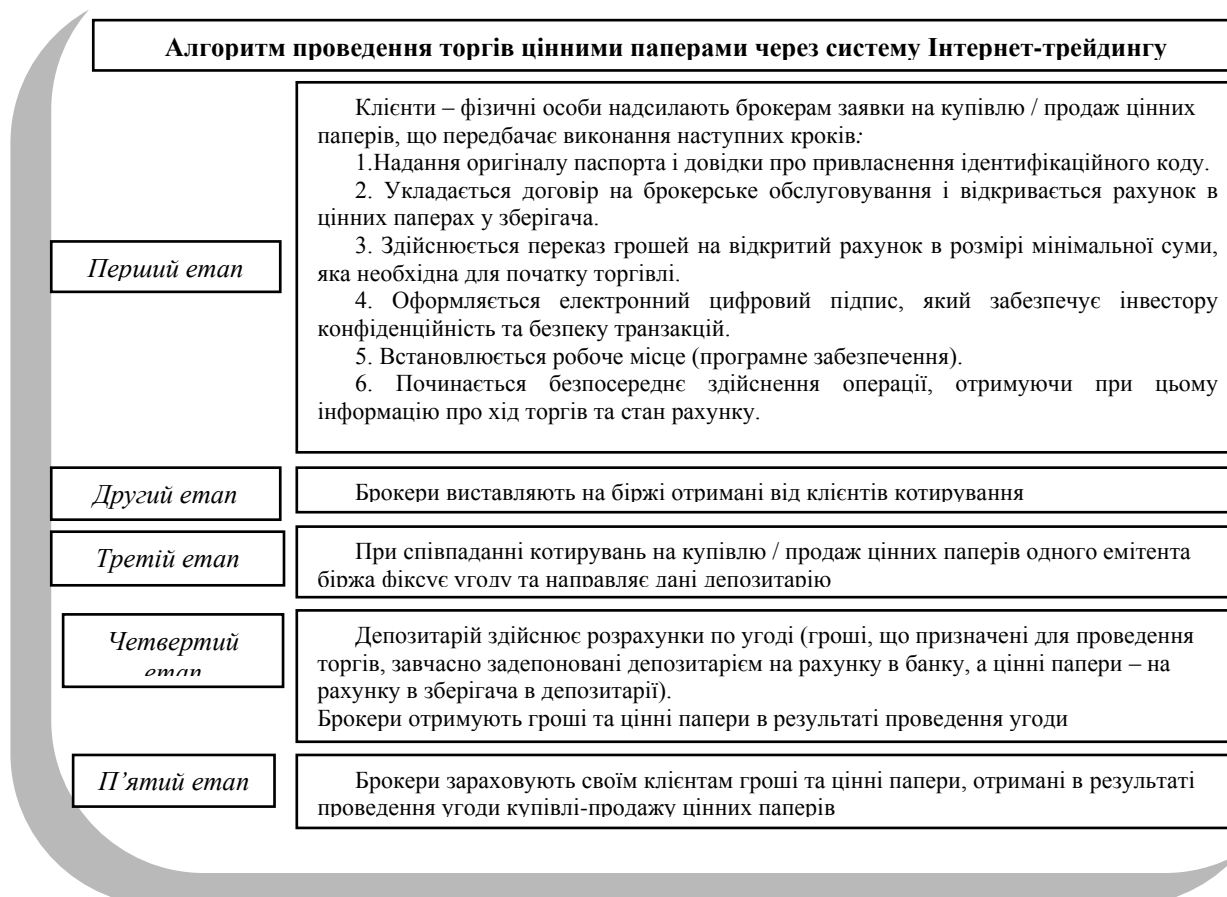 Алгоритм проведення торгів цінними паперами через систему Інтернет-трейдингу
Перший етап
Клієнти – фізичні особи надсилають брокерам заявки на купівлю / продаж цінних
паперів, що передбачає виконання наступних кроків:
1.Надання оригіналу паспорта і довідки про привласнення ідентифікаційного коду.
2. Укладається договір на брокерське обслуговування і відкривається рахунок в
цінних паперах у зберігача.
3. Здійснюється переказ грошей на відкритий рахунок в розмірі мінімальної суми,
яка необхідна для початку торгівлі.
4. Оформляється електронний цифровий підпис, який забезпечує інвестору
конфіденційність та безпеку транзакцій.
5. Встановлюється робоче місце (програмне забезпечення).
6. Починається безпосереднє здійснення операції, отримуючи при цьому
інформацію про хід торгів та стан рахунку.
Другий етап
Брокери виставляють на біржі отримані від клієнтів котирування
Третій етап
При співпаданні котирувань на купівлю / продаж цінних паперів одного емітента
біржа фіксує угоду та направляє дані депозитарію
Четвертий
етап
Депозитарій здійснює розрахунки по угоді (гроші, що призначені для проведення
торгів, завчасно задепоновані депозитарієм на рахунку в банку, а цінні папери – на
рахунку в зберігача в депозитарії).
Брокери отримують гроші та цінні папери в результаті проведення угоди
П’ятий етап
Брокери зараховують своїм клієнтам гроші та цінні папери, отримані в результаті
проведення угоди купівлі-продажу цінних паперів